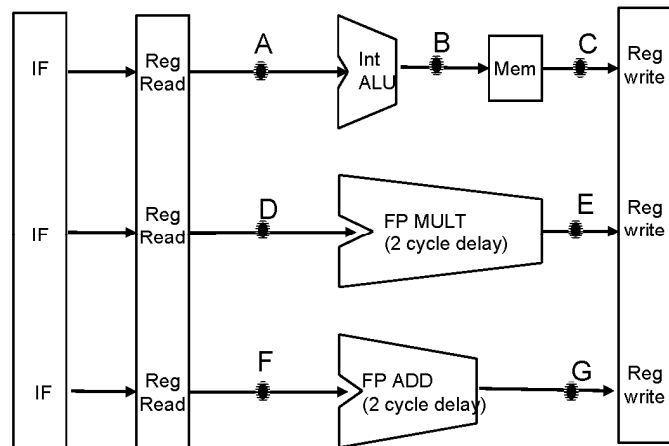 A
B
C
IF
Reg
Read
Int
ALU
Mem
Reg
write
D
E
IF
Reg
Read
FP MULT
(2 cycle delay)
Reg
write
F
G
IF
Reg
Read
FP ADD
(2 cycle delay)
Reg
write